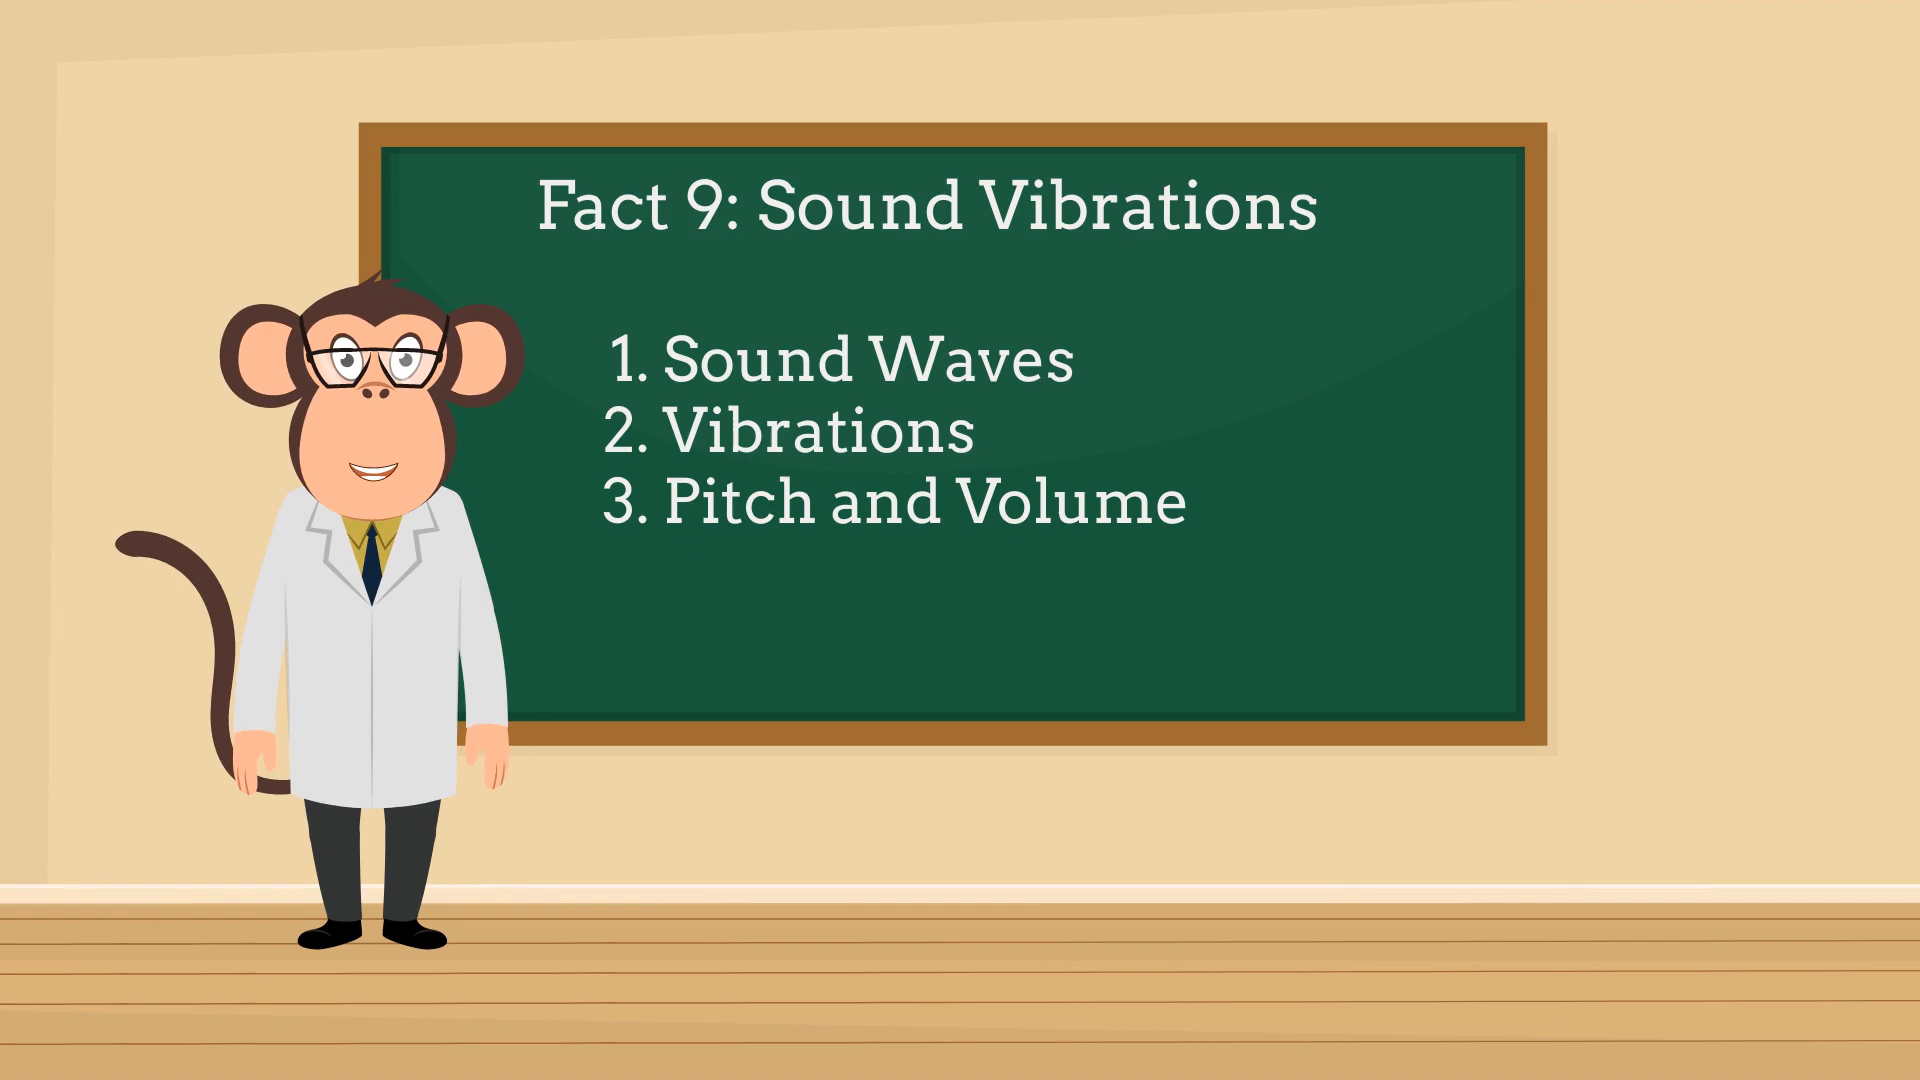 Fact 9: Sound Vibrations
1. Sound Waves
2. Vibrations
3. Pitch and Volume